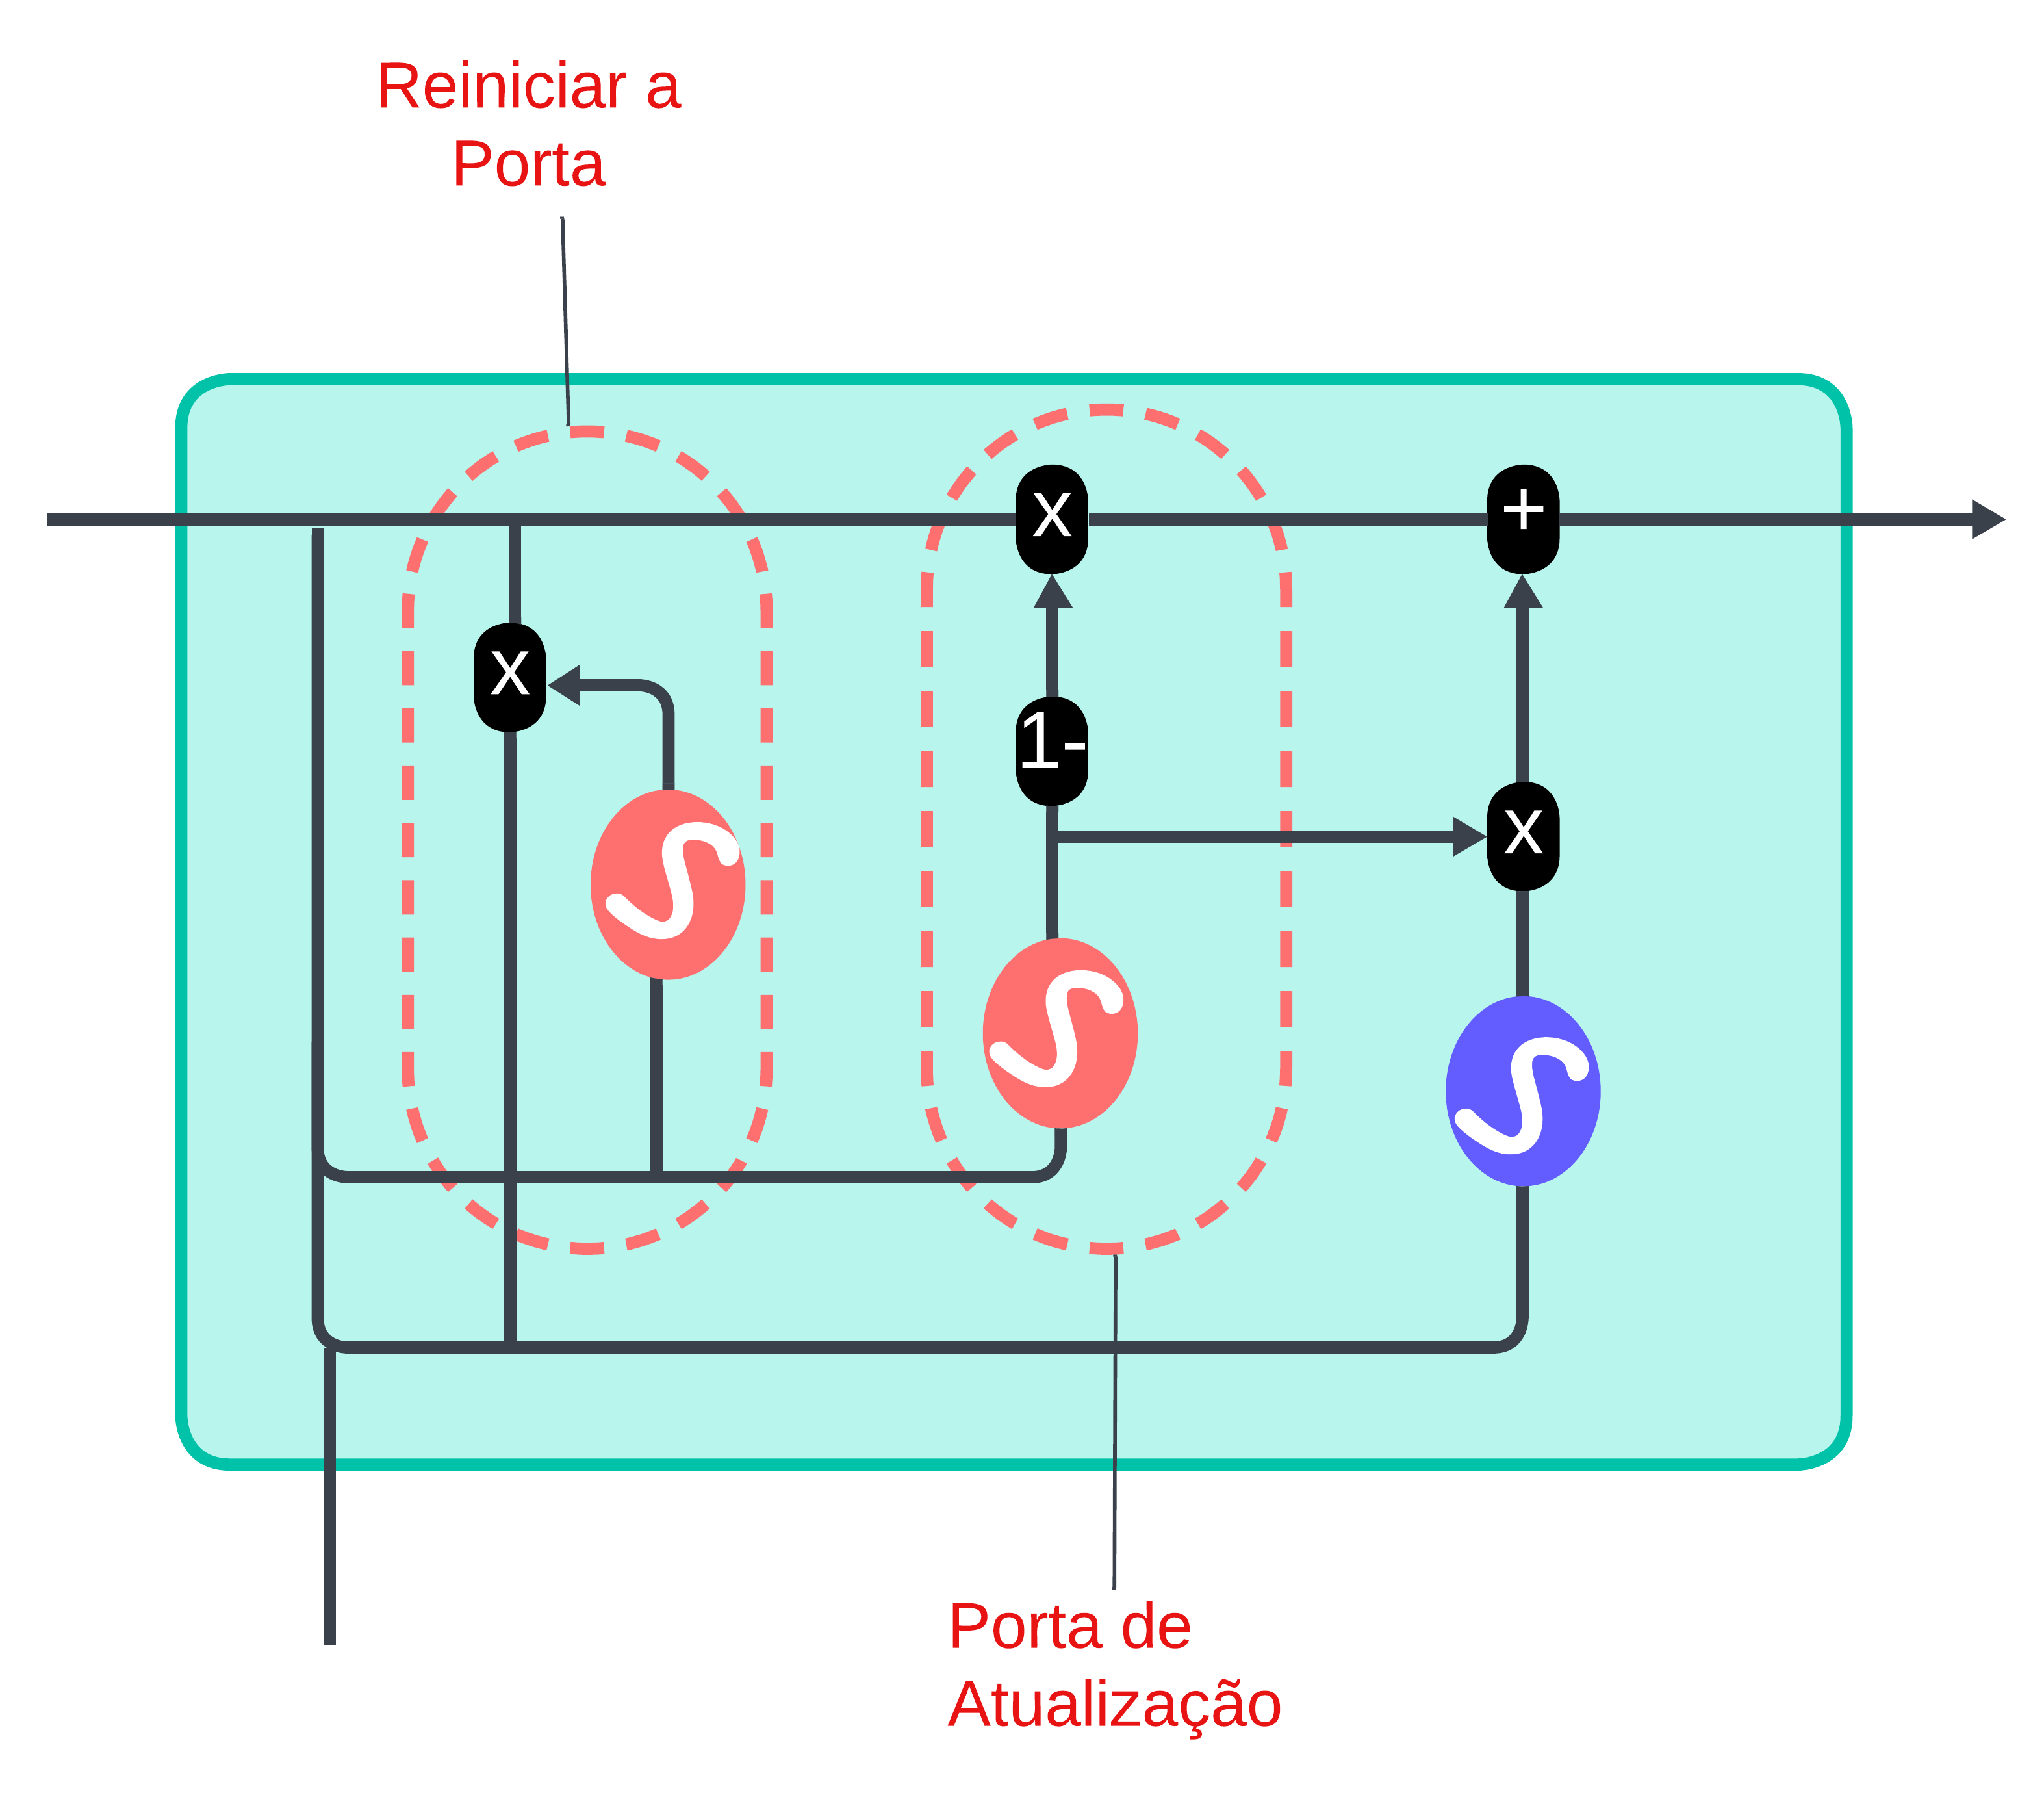 Reiniciar a
Porta
x
+
x
1-
x
Porta de
Atualização